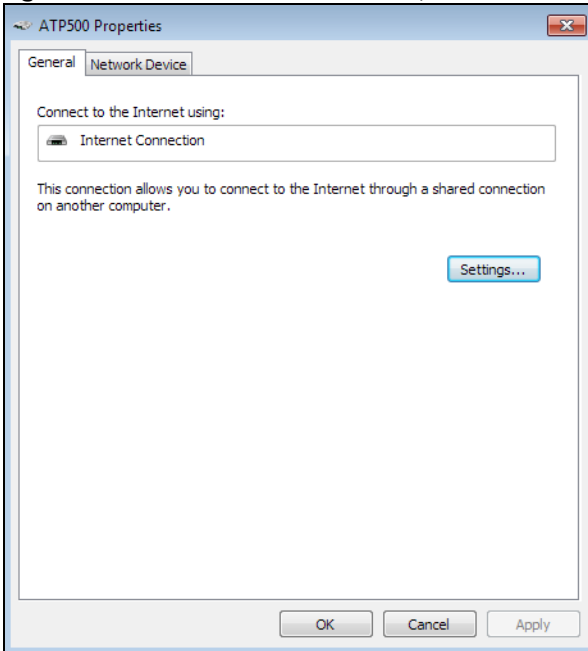 ATP500 Properties
General
Network Device
Connect to the Internet using:
Internet Connection
This connection allows you to connect to the Internet through a shared connection
on another computer.
Settings...
OK
Cancel
Apply